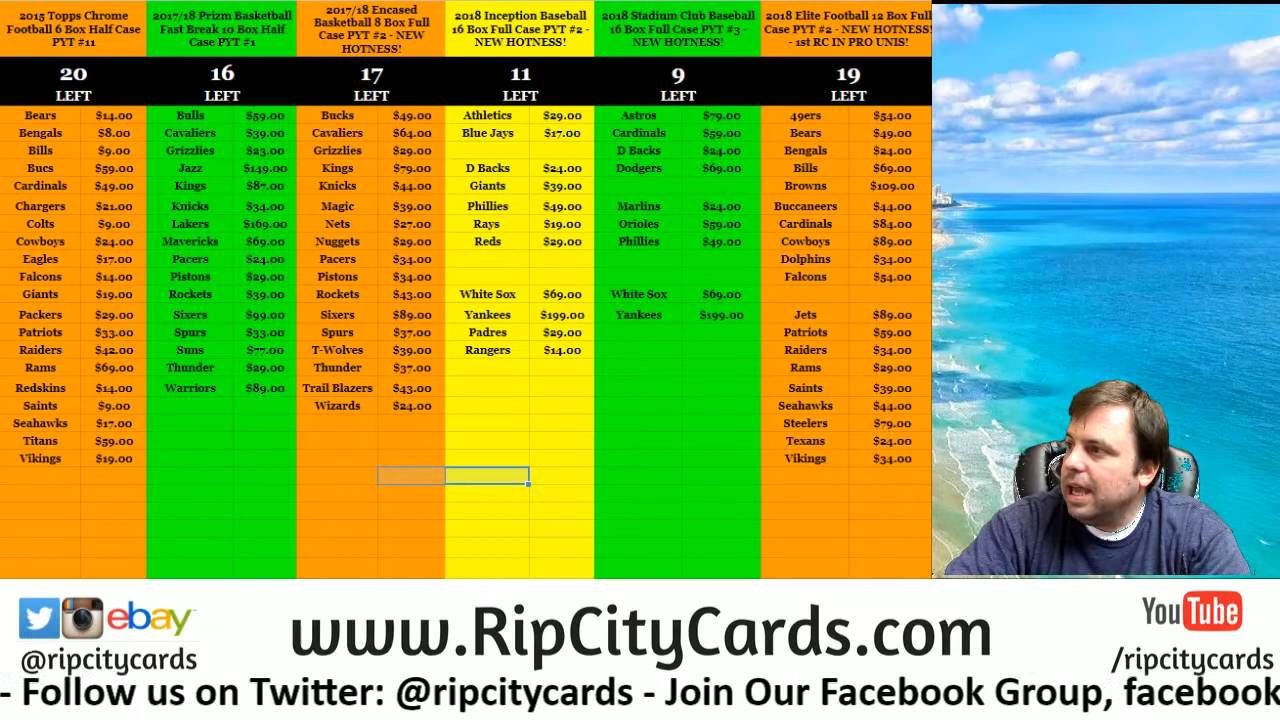 2015 Topps Chrome
Football 6 Box Half Case
PYT #11
20
LEFT
Bears $14.00
Bengals $8.00
Bills $9.00
Bucs $59.00
Cardinals $49.00
Chargers $21.00
Colts $9.00
Cowboys $24.00
Eagles $17.00
Falcons $14.00
Giants $19.00
Packers $29.00
Patriots $33.00
Raiders $42.00
Rams $69.00
Redskins $14.00
Saints $9.00
Seahawks $17.00
Titans $59.00
Vikings $19.00
2017/18 Prizm Basketball
Fast Break 10 Box Half
Case PYT #1
16
LEFT
Bulls $59.00
Cavaliers $39.00
Grizzlies $23.00
Jazz $149.00
Kings $87.00
Knicks $34.00
Lakers $169.00
Mavericks $69.00
Pacers $24.00
Pistons $29.00
Rockets $39.00
Sixers $99.00
Spurs $33.00
Suns $77.00
Thunder $29.00
Warriors $89.00
2017/18 Encased
Basketball 8 Box Full
Case PYT #2 - NEW
HOTNESS!
17
LEFT
Bucks $49.00
Cavaliers $64.00
Grizzlies $29.00
Kings $79.00
Knicks $44.00
Magic $39.00
Nets $27.00
Nuggets $29.00
Pacers $34.00
Pistons $34.00
Rockets $43.00
Sixers $89.00
Spurs $37.00
T-Wolves $39.00
Thunder $37.00
Trail Blazers $43.00
Wizards $24.00
2018 Inception Baseball
16 Box Full Case PYT #2 -
NEW HOTNESS!
11
LEFT
Athletics $29.00
Blue Jays $17.00
D Backs $24.00
Giants $39.00
Phillies $49.00
Rays $19.00
Reds $29.00
White Sox $69.00
Yankees $199.00
Padres $29.00
Rangers $14.00
2018 Stadium Club Baseball
16 Box Full Case PYT #3 -
NEW HOTNESS!
9
LEFT
Astros $79.00
Cardinals $59.00
D Backs $24.00
Dodgers $69.00
Marlins $24.00
Orioles $59.00
Phillies $49.00
White Sox $69.00
Yankees $199.00
2018 Elite Football 12 Box Full
Case PYT #2 - NEW HOTNESS!
- 1st RC IN PRO UNIS!
19
LEFT
49ers $54.00
Bears $49.00
Bengals $24.00
Bills $69.00
Browns $109.00
Buccaneers $44.00
Cardinals $84.00
Cowboys $89.00
Dolphins $34.00
Falcons $54.00
Jets $89.00
Patriots $59.00
Raiders $34.00
Rams $29.00
Saints $39.00
Seahawks $44.00
Steelers $79.00
Texans $24.00
Vikings $34.00
ebay
@ripcitycards
www.RipCityCards.com
YouTube
/ripcitycards
- Follow us on Twitter: @ripcitycards - Join Our Facebook Group, facebook